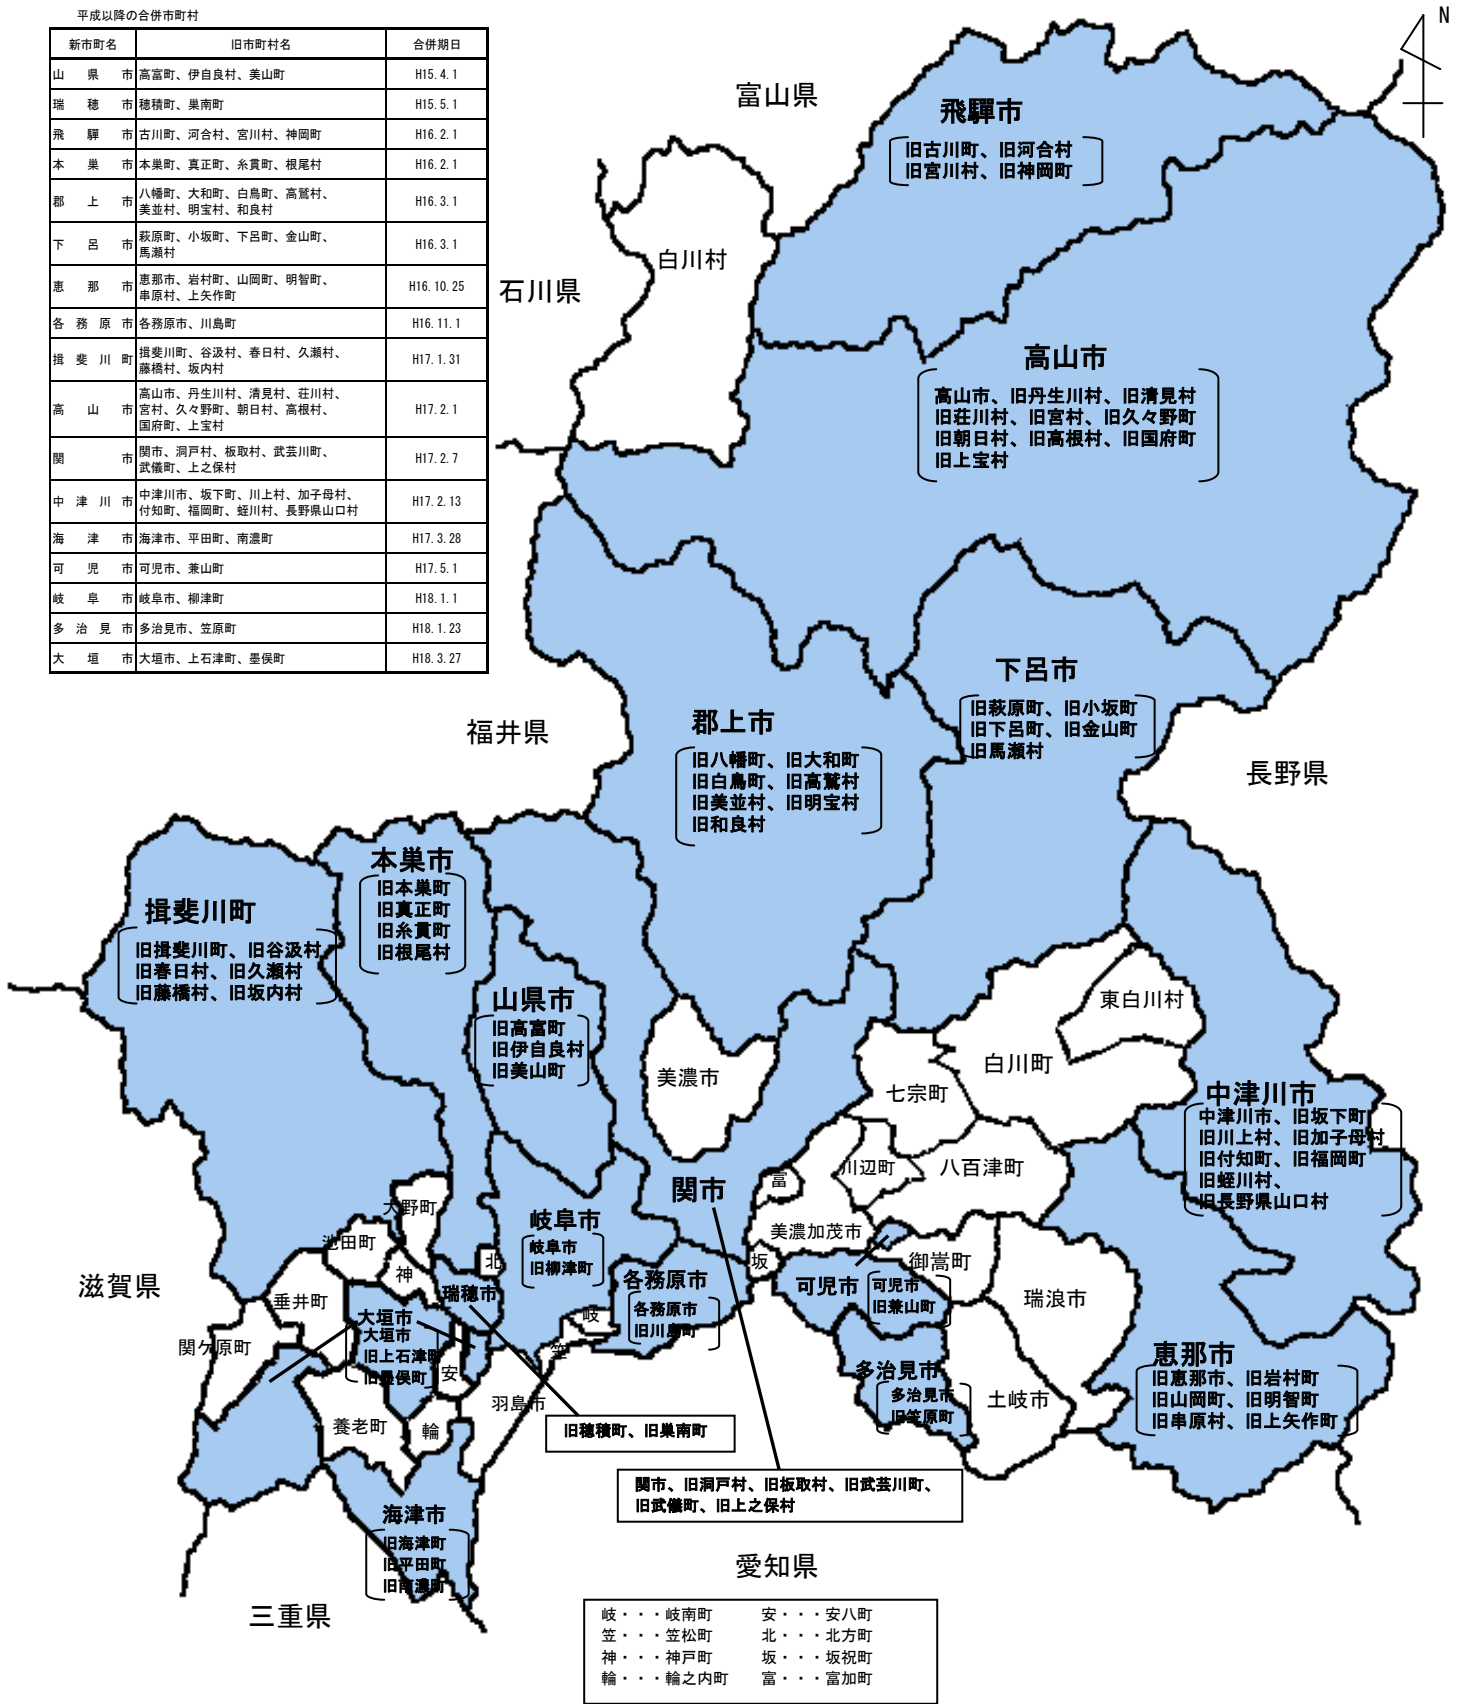 平成以降の合併市町村
新市町名 旧市町村名 合併期日
山県市 高富町、伊自良村、美山町 H15.4.1
瑞穂市 穂積町、巣南町 H15.5.1
飛騨市 古川町、河合村、宮川村、神岡町 H16.2.1
本巣市 本巣町、真正町、糸貫町、根尾村 H16.2.1
郡上市 八幡町、大和町、白鳥町、高鷲村、
美並村、明宝村、和良村 H16.3.1
下呂市 萩原町、小坂町、下呂町、金山町、
馬瀬村 H16.3.1
恵那市 恵那市、岩村町、山岡町、明智町、
串原村、上矢作町 H16.10.25
各務原市 各務原市、川島町 H16.11.1
揖斐川町 揖斐川町、谷汲村、春日村、久瀬村、
藤橋村、坂内村 H17.1.31
高山市 高山市、丹生川村、清見村、荘川村、
宮村、久々野町、朝日村、高根村、
国府町、上宝村 H17.2.1
関市 関市、洞戸村、板取村、武芸川町、
武儀町、上之保村 H17.2.7
中津川市 中津川市、坂下町、川上村、加子母村、
付知町、福岡町、蛭川村、長野県山口村 H17.2.13
海津市 海津市、平田町、南濃町 H17.3.28
可児市 可児市、兼山町 H17.5.1
岐阜市 岐阜市、柳津町 H18.1.1
多治見市 多治見市、笠原町 H18.1.23
大垣市 大垣市、上石津町、墨俣町 H18.3.27
N
富山県
飛騨市
旧古川町、旧河合村
旧宮川村、旧神岡町
白川村
石川県
高山市
高山市、旧丹生川村、旧清見村
旧荘川村、旧宮村、旧久々野町
旧朝日村、旧高根村、旧国府町
旧上宝村
下呂市
旧萩原町、旧小坂町
旧下呂町、旧金山町
旧馬瀬村
福井県
郡上市
旧八幡町、旧大和町
旧白鳥町、旧高鷲村
旧美並村、旧明宝村
旧和良村
長野県
本巣市
旧本巣町
旧真正町
旧糸貫町
旧根尾村
揖斐川町
旧揖斐川町、旧谷汲村
旧春日村、旧久瀬村
旧藤橋村、旧坂内村
山県市
旧高富町
旧伊自良村
旧美山町
東白川村
白川町
美濃市
七宗町
中津川市
中津川市、旧坂下町
旧川上村、旧加子母村
旧付知町、旧福岡町
旧蛭川村、
旧長野県山口村
川辺町
八百津町
富
関市
大野町
岐阜市
岐阜市
旧柳津町
美濃加茂市
池田町
北
坂
御嵩町
神
滋賀県
瑞穂市
各務原市
各務原市
旧川島町
可児市
可児市
旧兼山町
垂井町
瑞浪市
大垣市
大垣市
旧上石津町
旧墨俣町
岐
関ケ原町
笠
恵那市
旧恵那市、旧岩村町
旧山岡町、旧明智町
旧串原村、旧上矢作町
安
多治見市
多治見市
旧笠原町
羽島市
土岐市
養老町
輪
旧穂積町、旧巣南町
関市、旧洞戸村、旧板取村、旧武芸川町、
旧武儀町、旧上之保村
海津市
旧海津町
旧平田町
旧南濃町
愛知県
三重県
岐・・・岐南町 安・・・安八町
笠・・・笠松町 北・・・北方町
神・・・神戸町 坂・・・坂祝町
輪・・・輪之内町 富・・・富加町